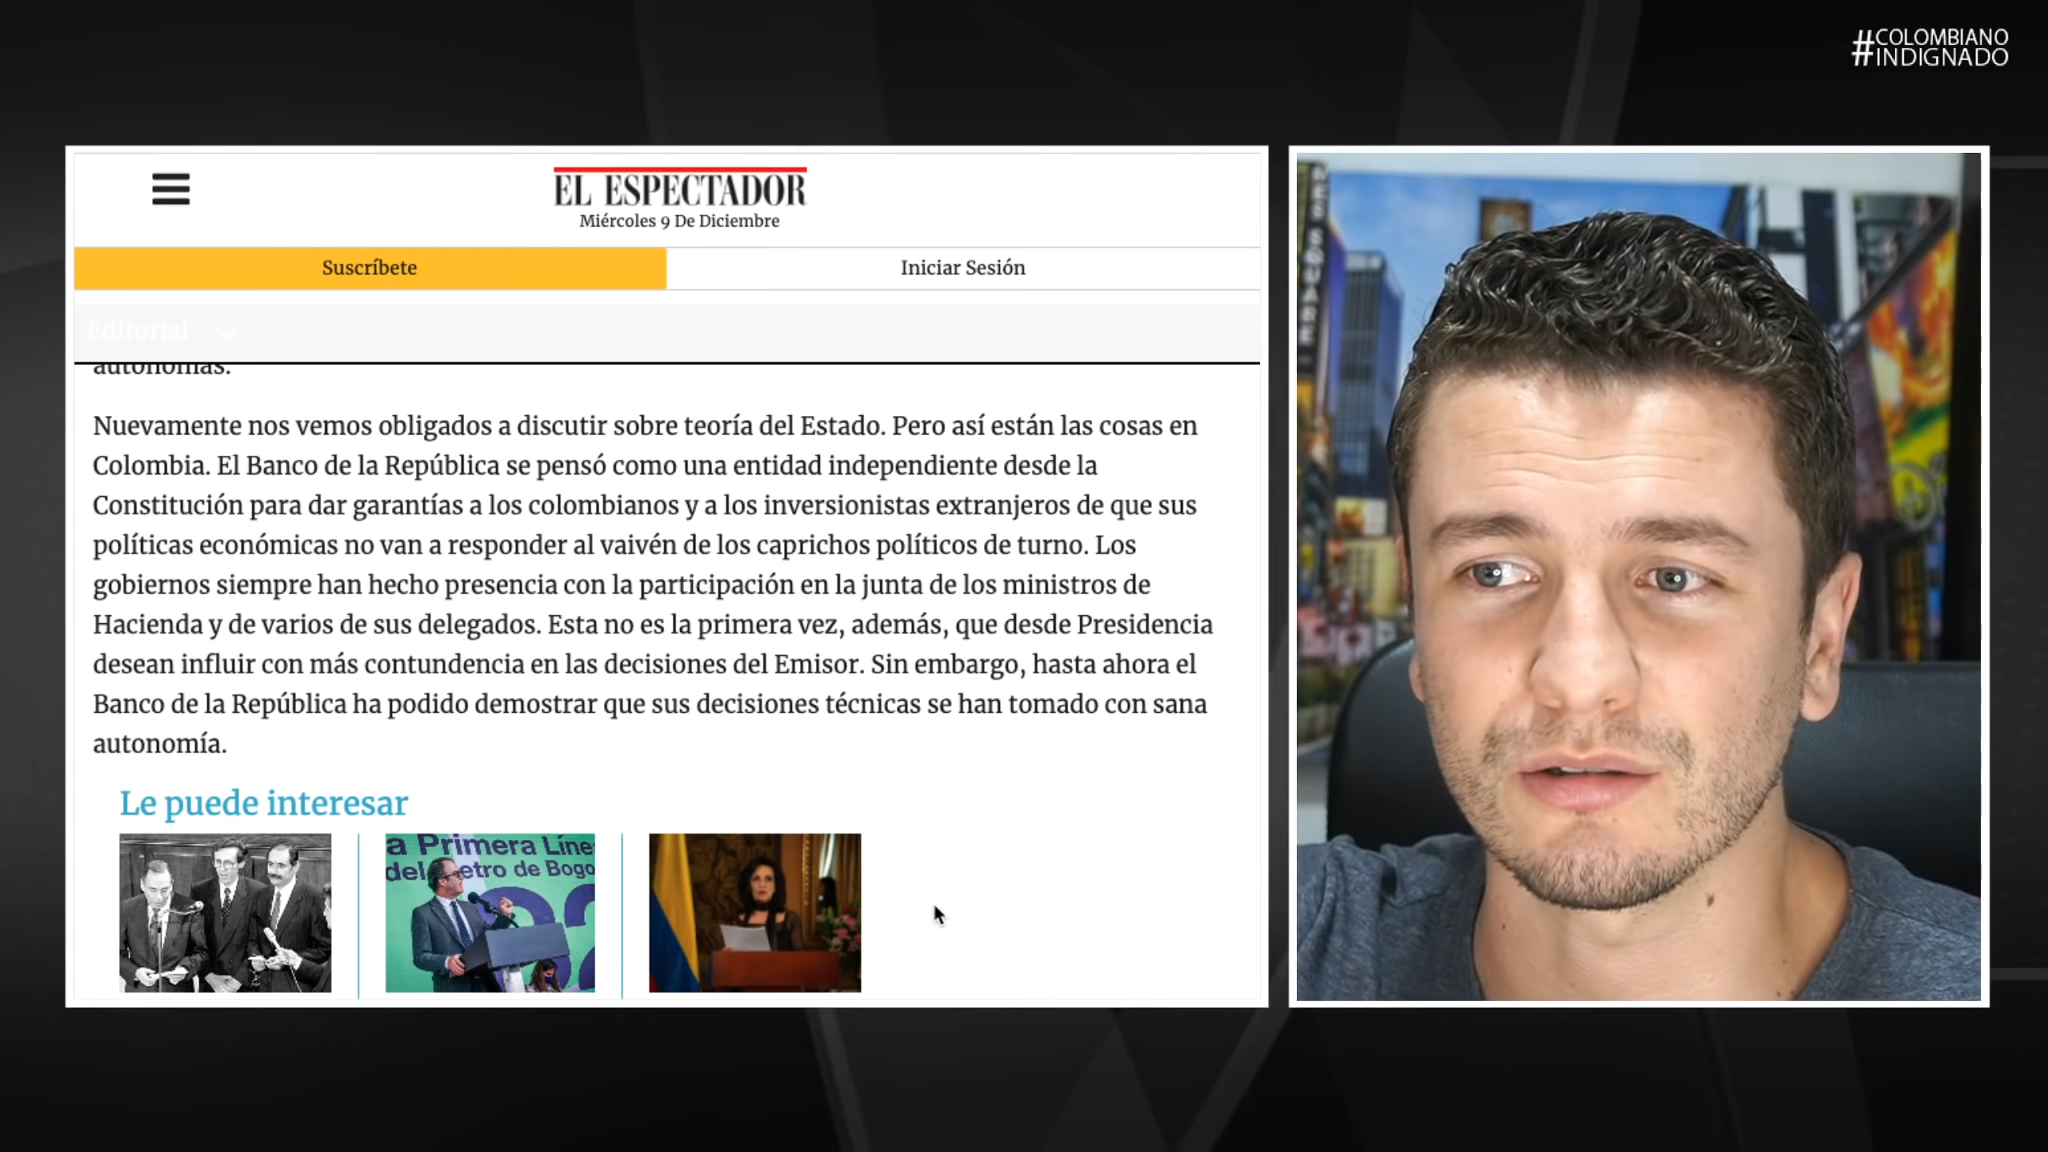 #COLOMBIANO
INDIGNADO
EL ESPECTADOR
Miércoles 9 De Diciembre
Suscríbete
Iniciar Sesión
Editorial
autonomías.
Nuevamente nos vemos obligados a discutir sobre teoría del Estado. Pero así están las cosas en
Colombia. El Banco de la República se pensó como una entidad independiente desde la
Constitución para dar garantías a los colombianos y a los inversionistas extranjeros de que sus
políticas económicas no van a responder al vaivén de los caprichos políticos de turno. Los
gobiernos siempre han hecho presencia con la participación en la junta de los ministros de
Hacienda y de varios de sus delegados. Esta no es la primera vez, además, que desde Presidencia
desean influir con más contundencia en las decisiones del Emisor. Sin embargo, hasta ahora el
Banco de la República ha podido demostrar que sus decisiones técnicas se han tomado con sana
autonomía.
Le puede interesar
a Primera Líne
del etro de Bogo